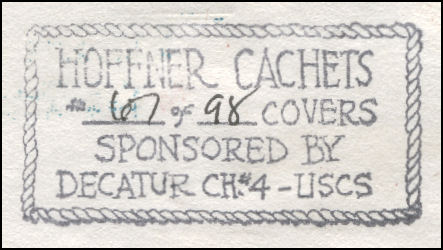 HOFFNER CACHETS
No. 67 of 98 COVERS
SPONSORED BY
DECATUR CH.#4 - USCS